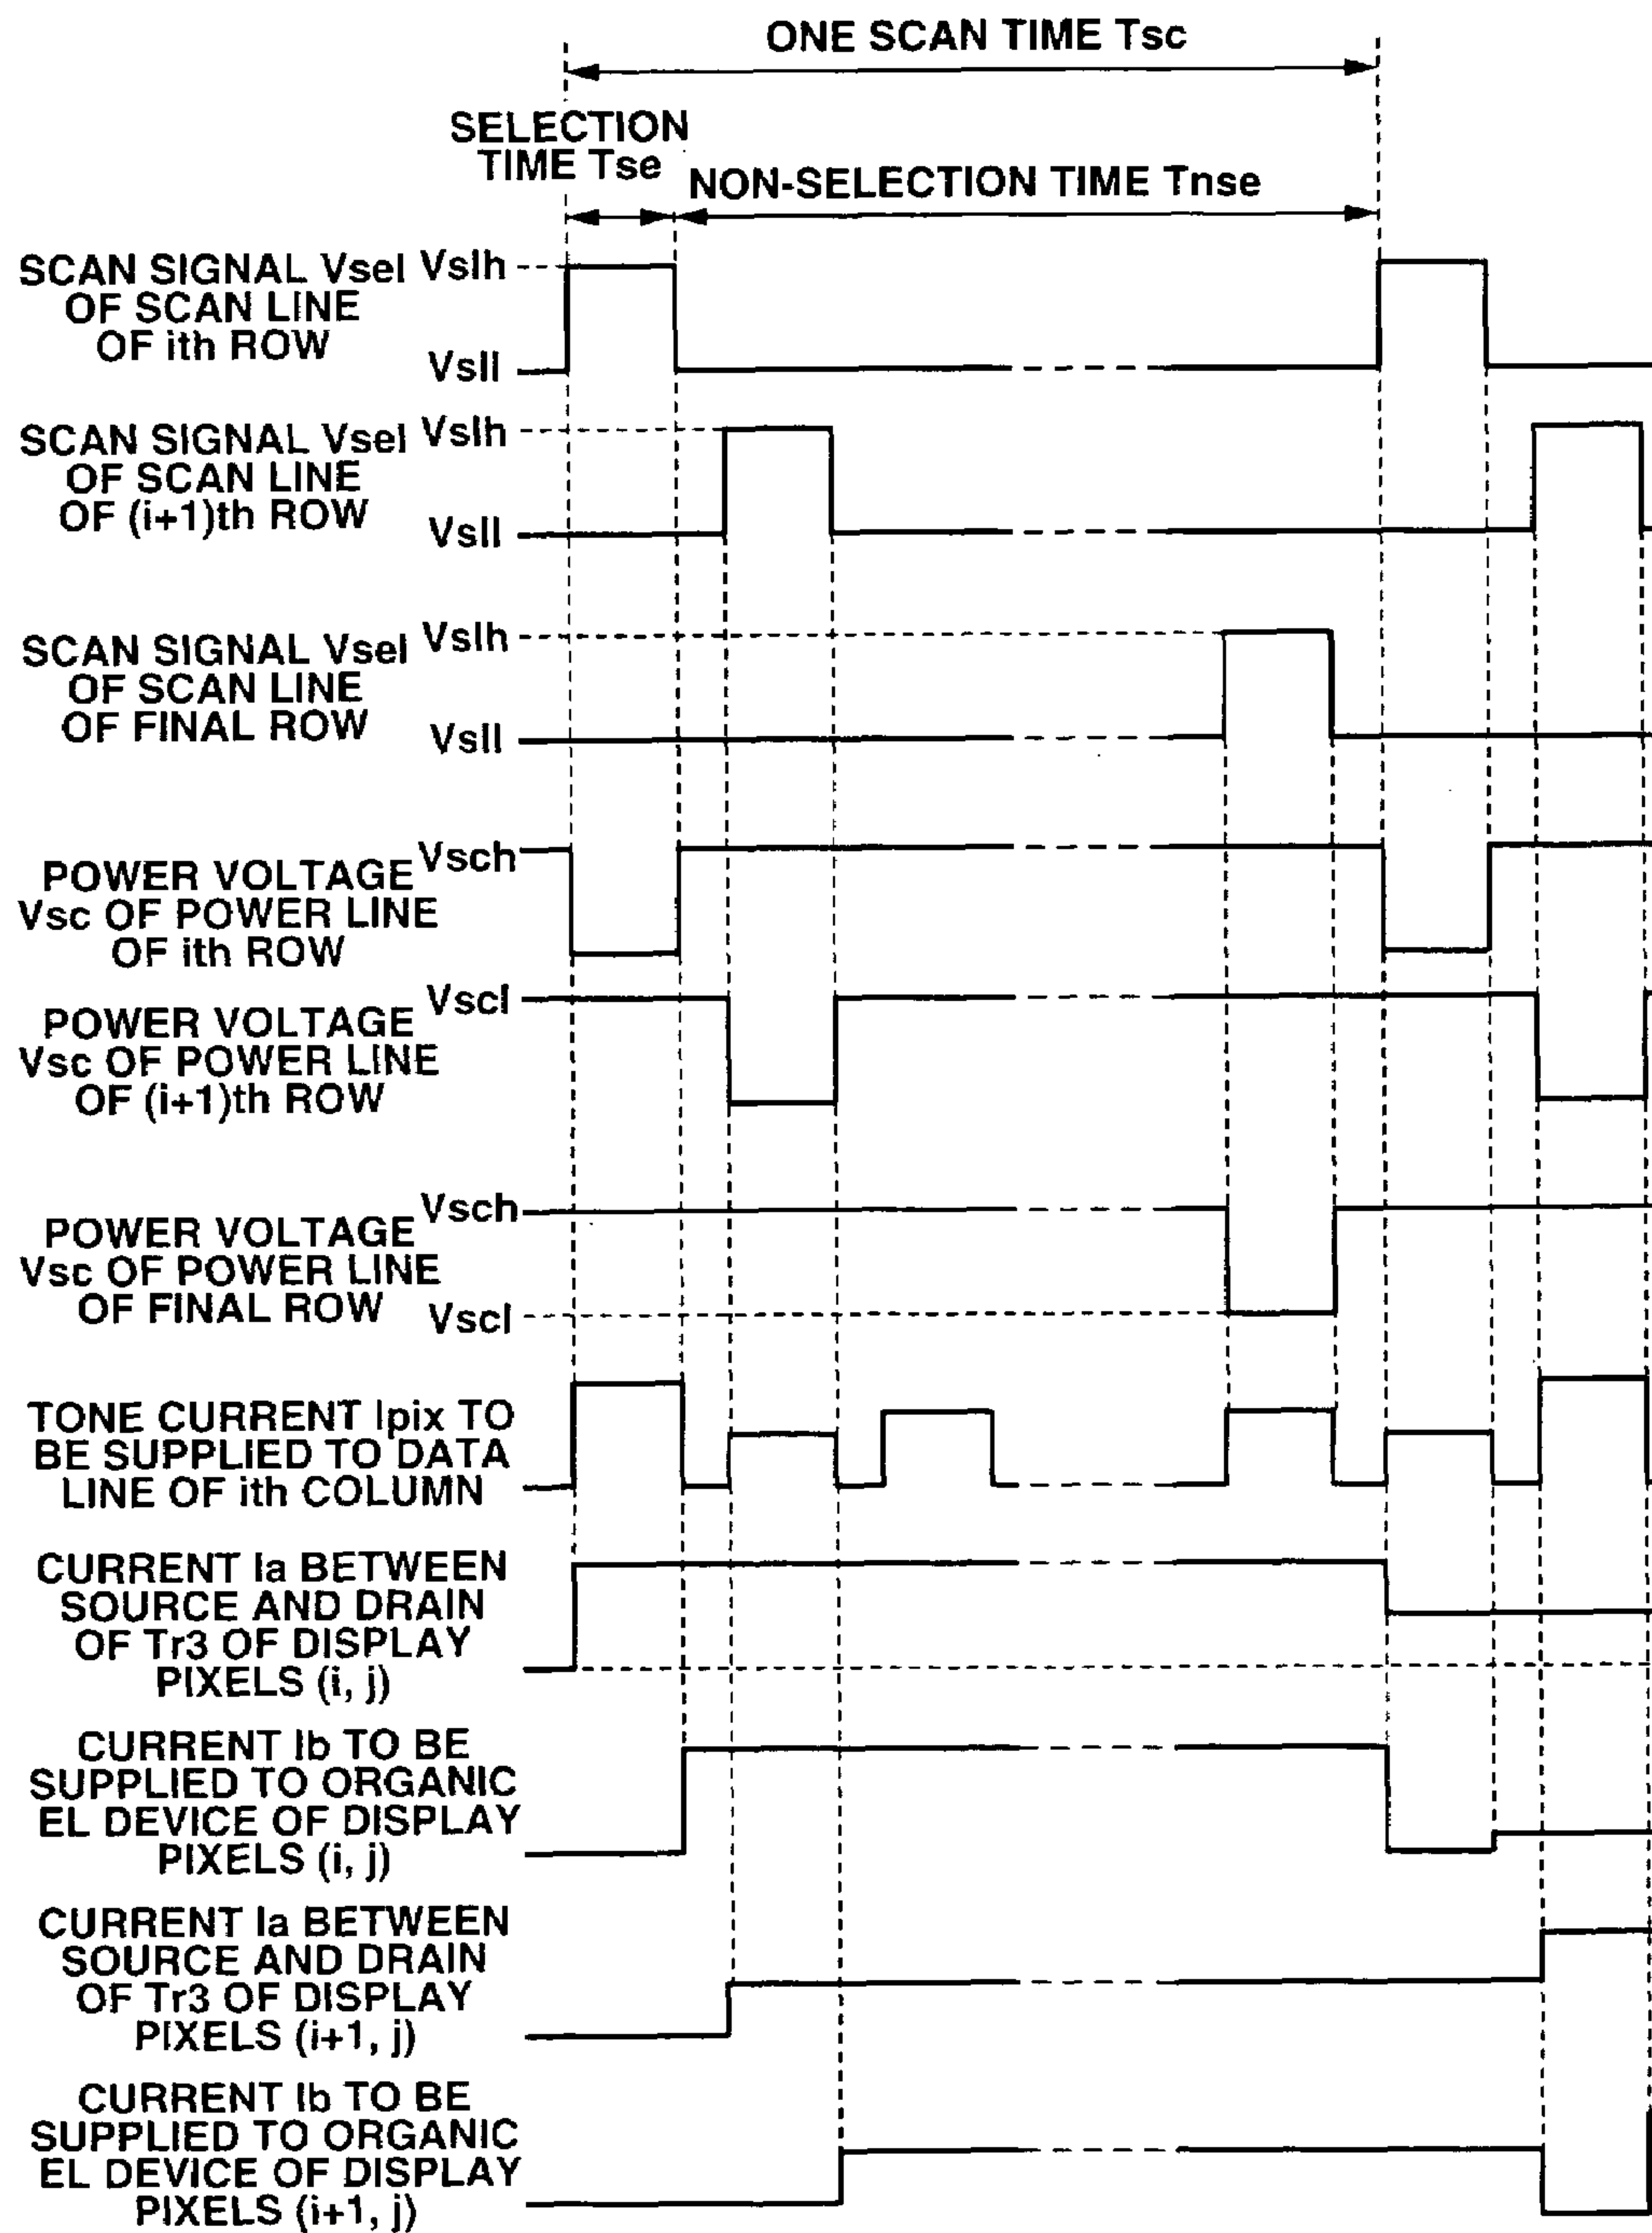 ONE SCAN TIME Tsc
SELECTION
TIME Tse
NON-SELECTION TIME Tnse
SCAN SIGNAL Vsel
OF SCAN LINE
OF ith ROW
Vslh
Vsll
SCAN SIGNAL Vsel
OF SCAN LINE
OF (i+1)th ROW
Vslh
Vsll
SCAN SIGNAL Vsel
OF SCAN LINE
OF FINAL ROW
Vslh
Vsll
POWER VOLTAGE
Vsc OF POWER LINE
OF ith ROW
Vsch
POWER VOLTAGE
Vsc OF POWER LINE
OF (i+1)th ROW
Vscl
POWER VOLTAGE
Vsc OF POWER LINE
OF FINAL ROW
Vsch
Vscl
TONE CURRENT Ipix TO
BE SUPPLIED TO DATA
LINE OF ith COLUMN
CURRENT Ia BETWEEN
SOURCE AND DRAIN
OF Tr3 OF DISPLAY
PIXELS (i, j)
CURRENT Ib TO BE
SUPPLIED TO ORGANIC
EL DEVICE OF DISPLAY
PIXELS (i, j)
CURRENT Ia BETWEEN
SOURCE AND DRAIN
OF Tr3 OF DISPLAY
PIXELS (i+1, j)
CURRENT Ib TO BE
SUPPLIED TO ORGANIC
EL DEVICE OF DISPLAY
PIXELS (i+1, j)